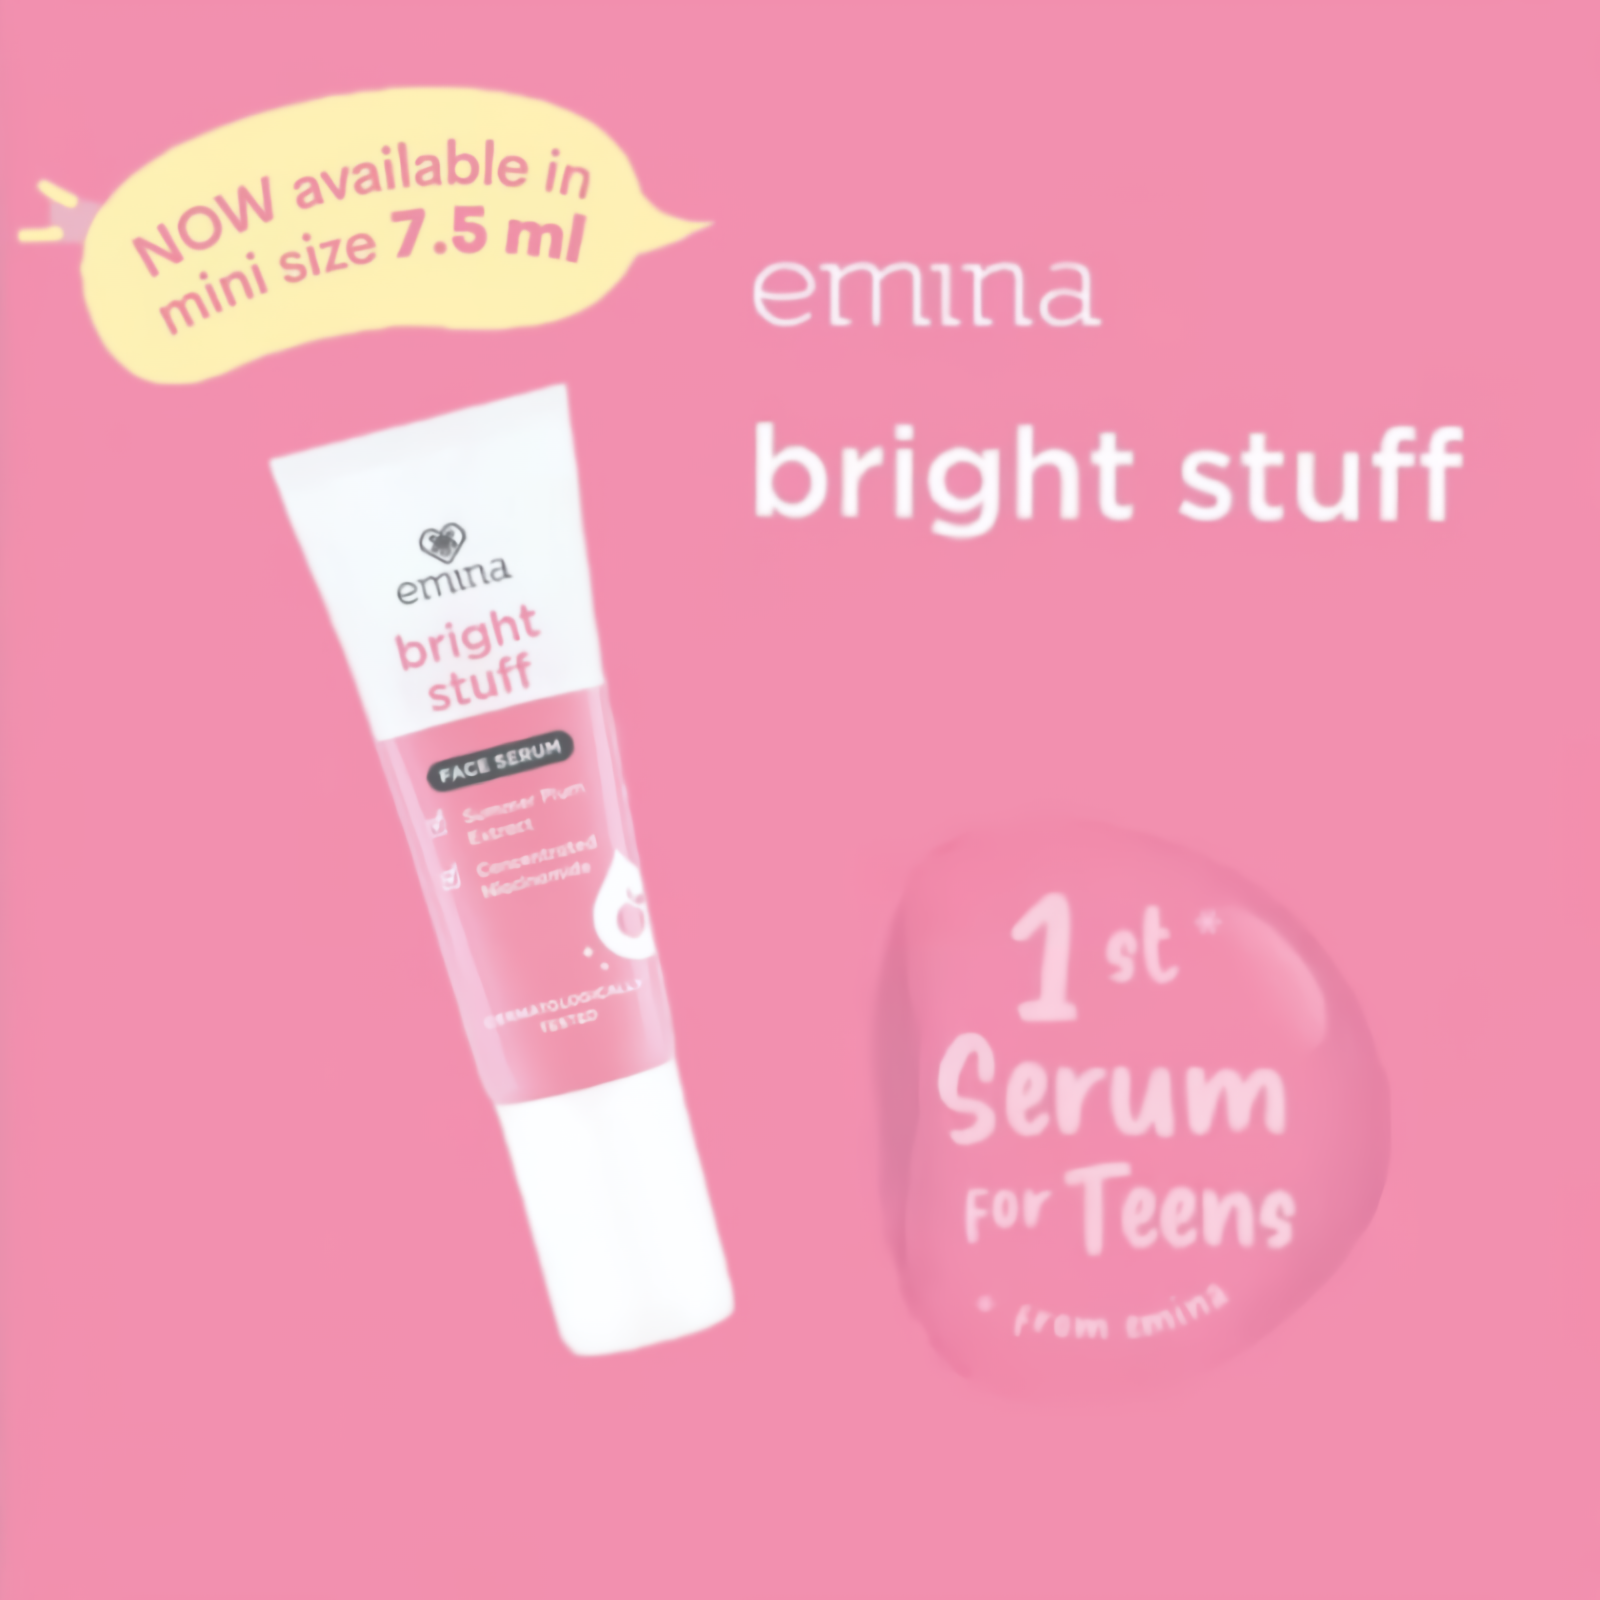 NOW available in
mini size 7.5 ml
emina
bright stuff
emina
bright
stuff
FACE SERUM
Summer Plum
Extract
Concentrated
Niacinamide
DERMATOLOGICALLY
TESTED
1st*
Serum
For Teens
* From emina